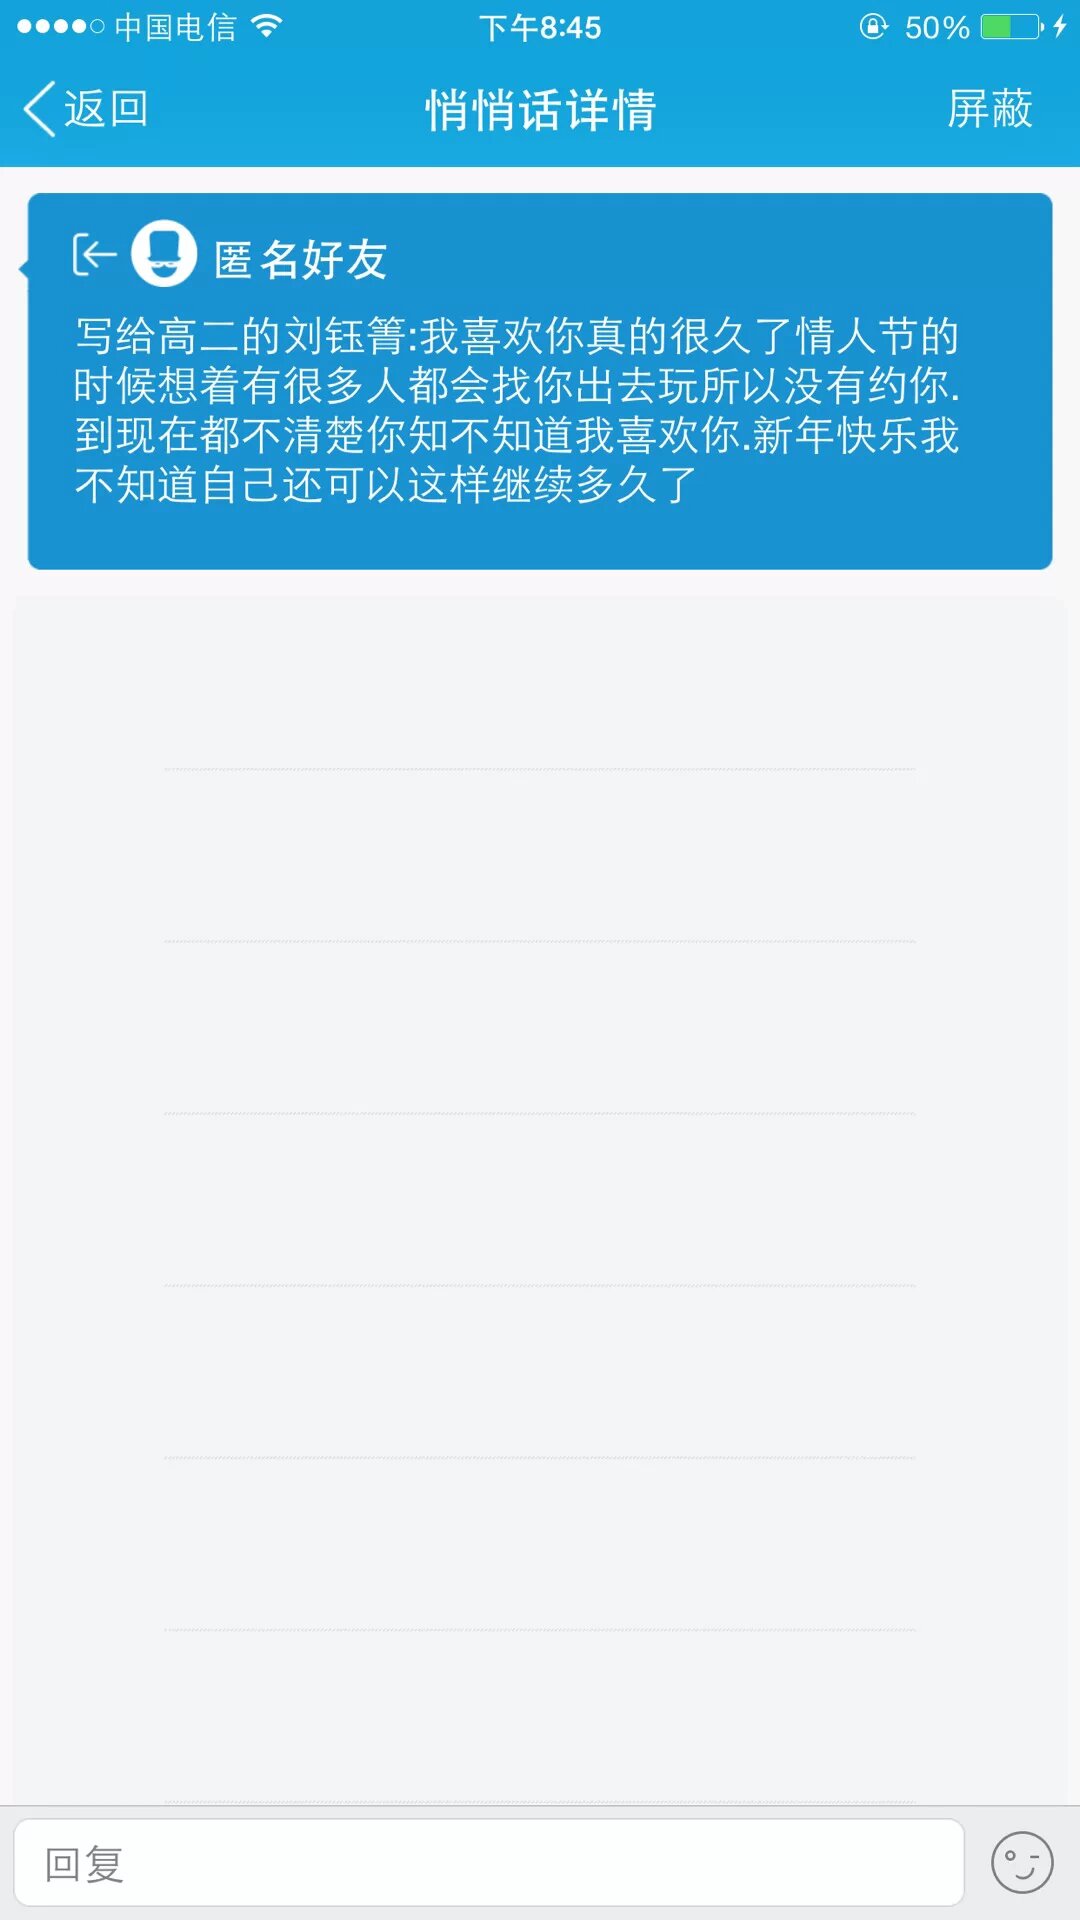 中国电信 下午8:45 50%
返回 悄悄话详情 屏蔽
匿名好友
写给高二的刘钰箐:我喜欢你真的很久了情人节的
时候想着有很多人都会找你出去玩所以没有约你.
到现在都不清楚你知不知道我喜欢你.新年快乐我
不知道自己还可以这样继续多久了
回复